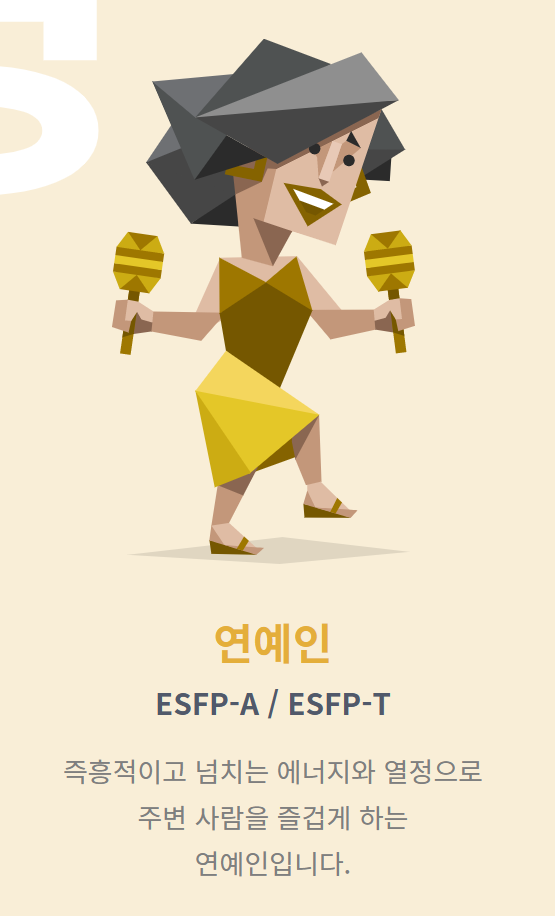 S
연예인
ESFP-A / ESFP-T
즉흥적이고 넘치는 에너지와 열정으로
주변 사람을 즐겁게 하는
연예인입니다.